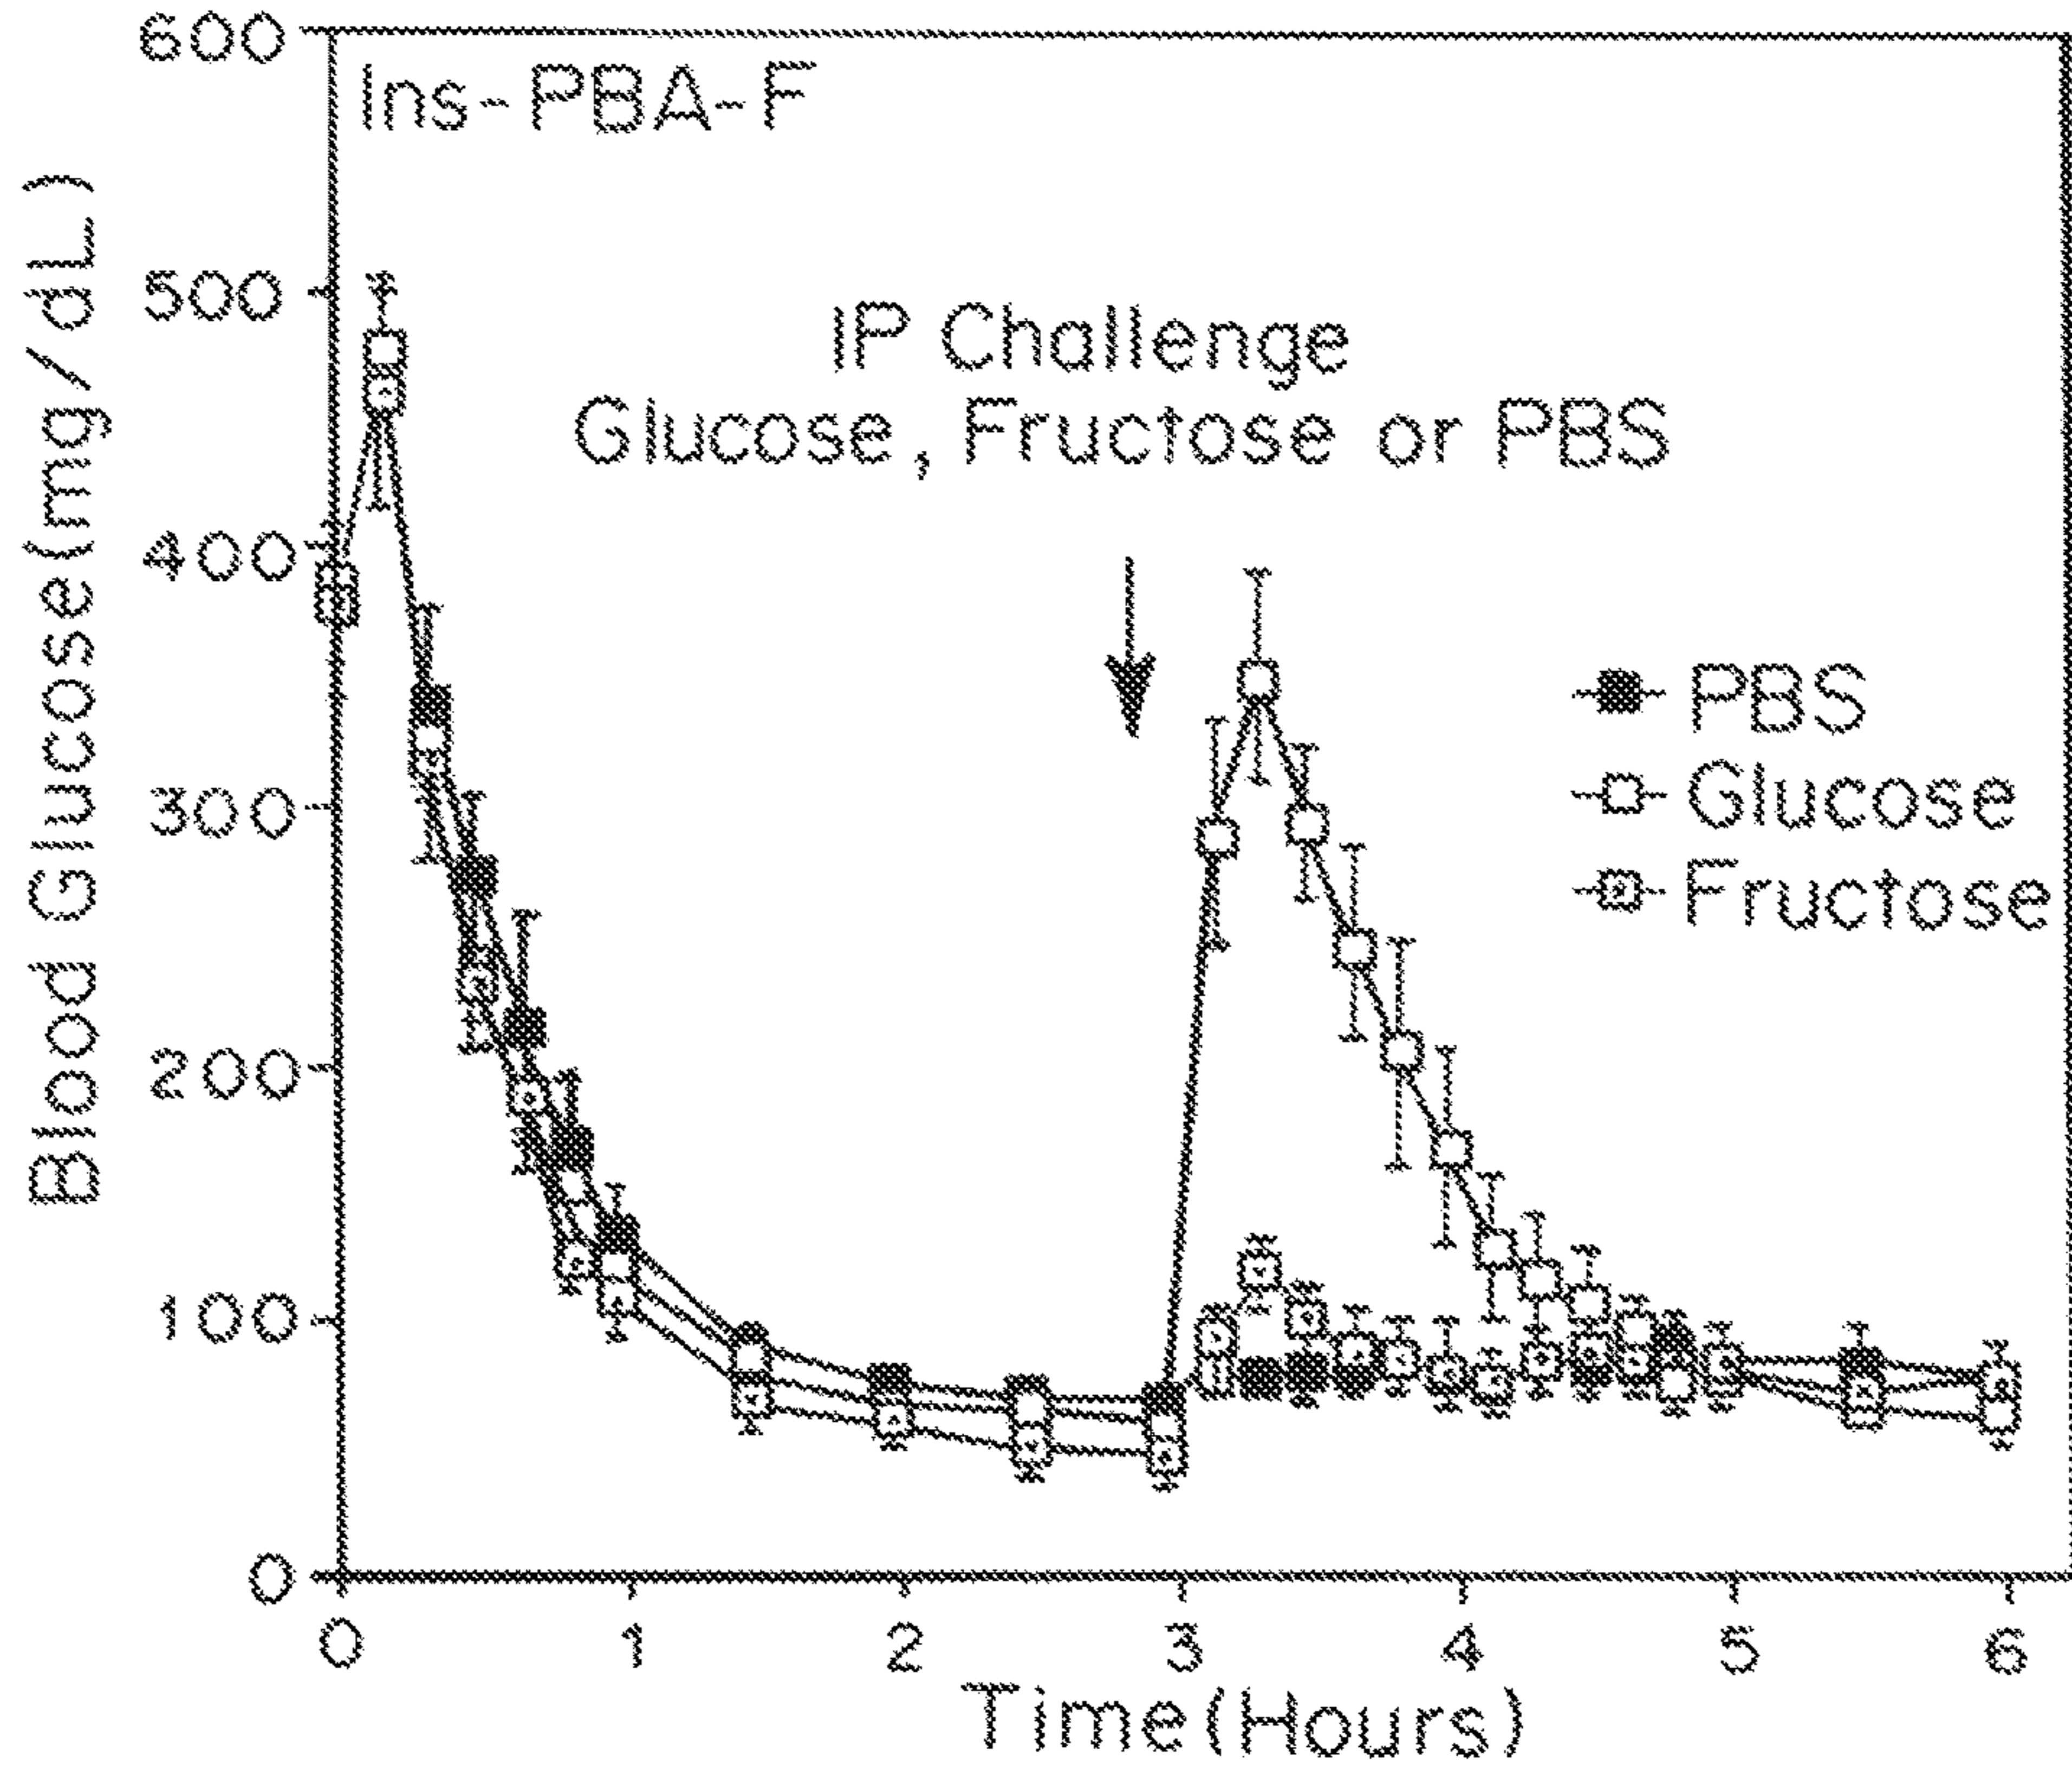 600
Ins-PBA-F
500
IP Challenge
Glucose, Fructose or PBS
400
PBS
Glucose
Fructose
300
200
100
0
0 1 2 3 4 5 6
Time (Hours)
Blood Glucose (mg/dL)